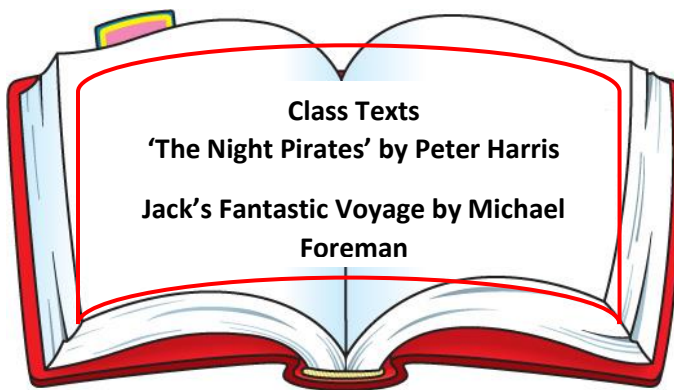 Class Texts
‘The Night Pirates’ by Peter Harris
Jack’s Fantastic Voyage by Michael
Foreman